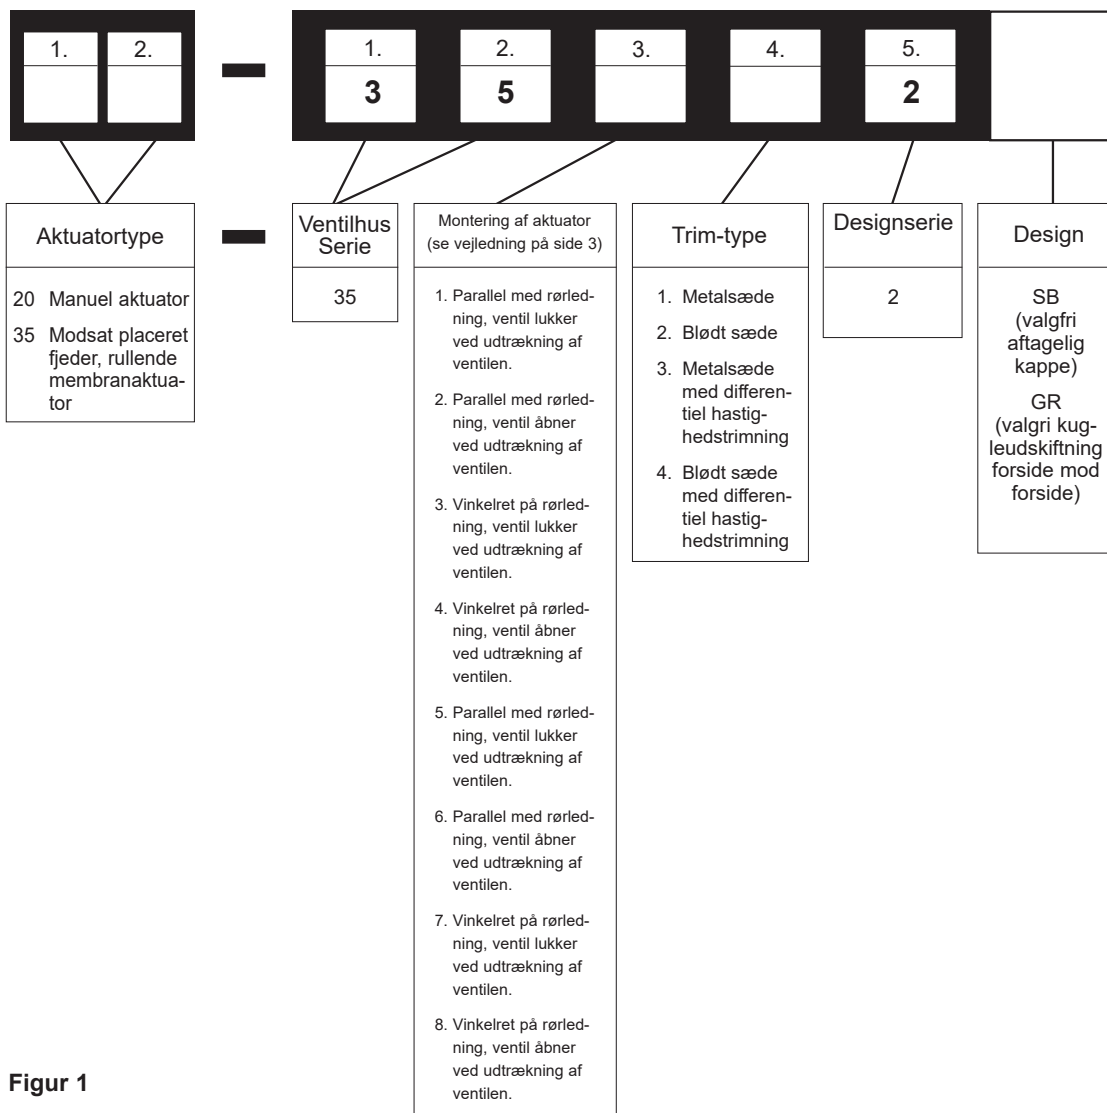 1. 2. 1. 2. 3. 4. 5.
3 5 2
Aktuatortype
20 Manuel aktuator
35 Modsat placeret
fjeder, rullende
membranaktua-
tor
Ventilhus
Serie
35
Montering af aktuator
(se vejledning på side 3)
1. Parallel med rørled-
ning, ventil lukker
ved udtrækning af
ventilen.
2. Parallel med rørled-
ning, ventil åbner
ved udtrækning af
ventilen.
3. Vinkelret på rørled-
ning, ventil lukker
ved udtrækning af
ventilen.
4. Vinkelret på rørled-
ning, ventil åbner
ved udtrækning af
ventilen.
5. Parallel med rørled-
ning, ventil lukker
ved udtrækning af
ventilen.
6. Parallel med rørled-
ning, ventil åbner
ved udtrækning af
ventilen.
7. Vinkelret på rørled-
ning, ventil lukker
ved udtrækning af
ventilen.
8. Vinkelret på rørled-
ning, ventil åbner
ved udtrækning af
ventilen.
Trim-type
1. Metalsæde
2. Blødt sæde
3. Metalsæde
med differen-
tiel hastig-
hedstrimning
4. Blødt sæde
med differen-
tiel hastig-
hedstrimning
Designserie
2
Design
SB
(valgfri
aftagelig
kappe)
GR
(valgri kug-
leudskiftning
forside mod
forside)
Figur 1